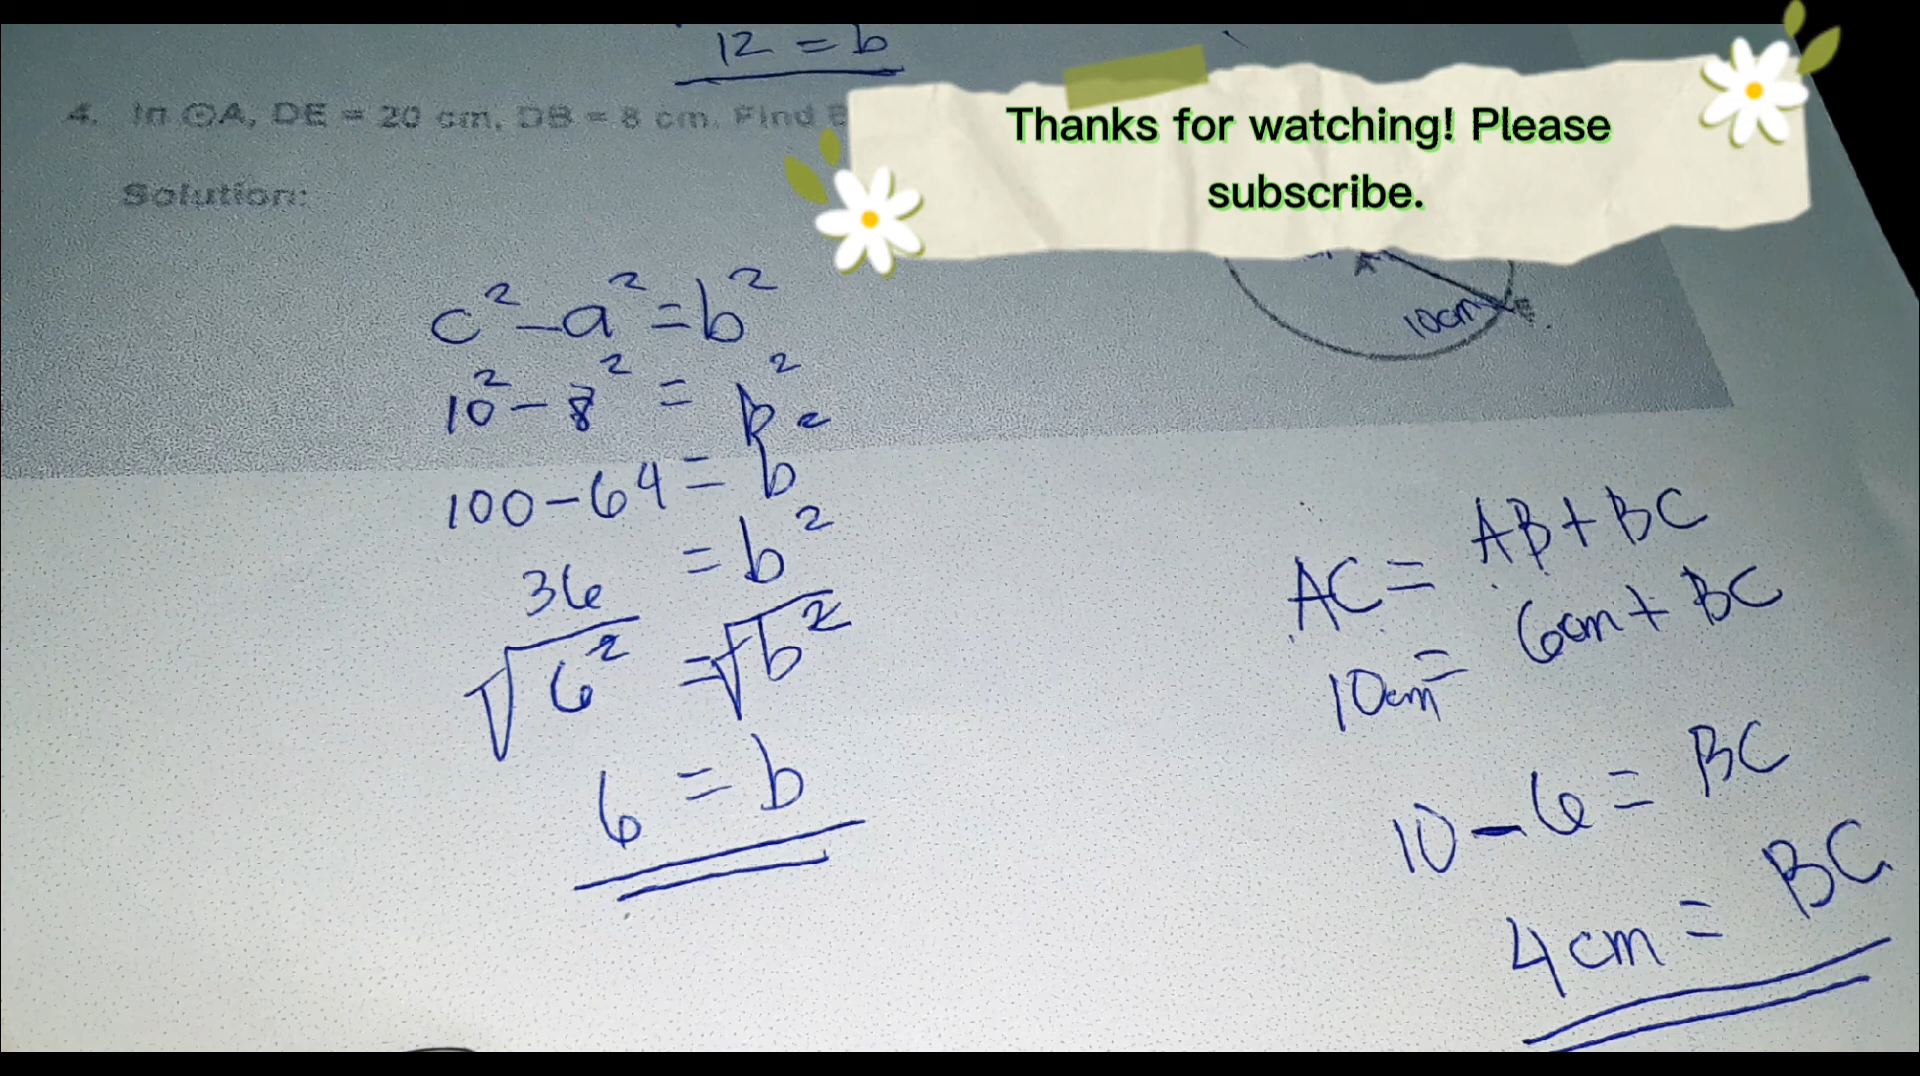 12 = b
4. In ⊙A, DE = 20 cm, DB = 8 cm. Find
Thanks for watching! Please
subscribe.
Solution:
A
10cm
c² - a² = b²
10² - 8² = b²
100 - 64 = b²
36 = b²
√6² = √b²
6 = b
AC = AB + BC
10cm = 6cm + BC
10 - 6 = BC
4cm = BC